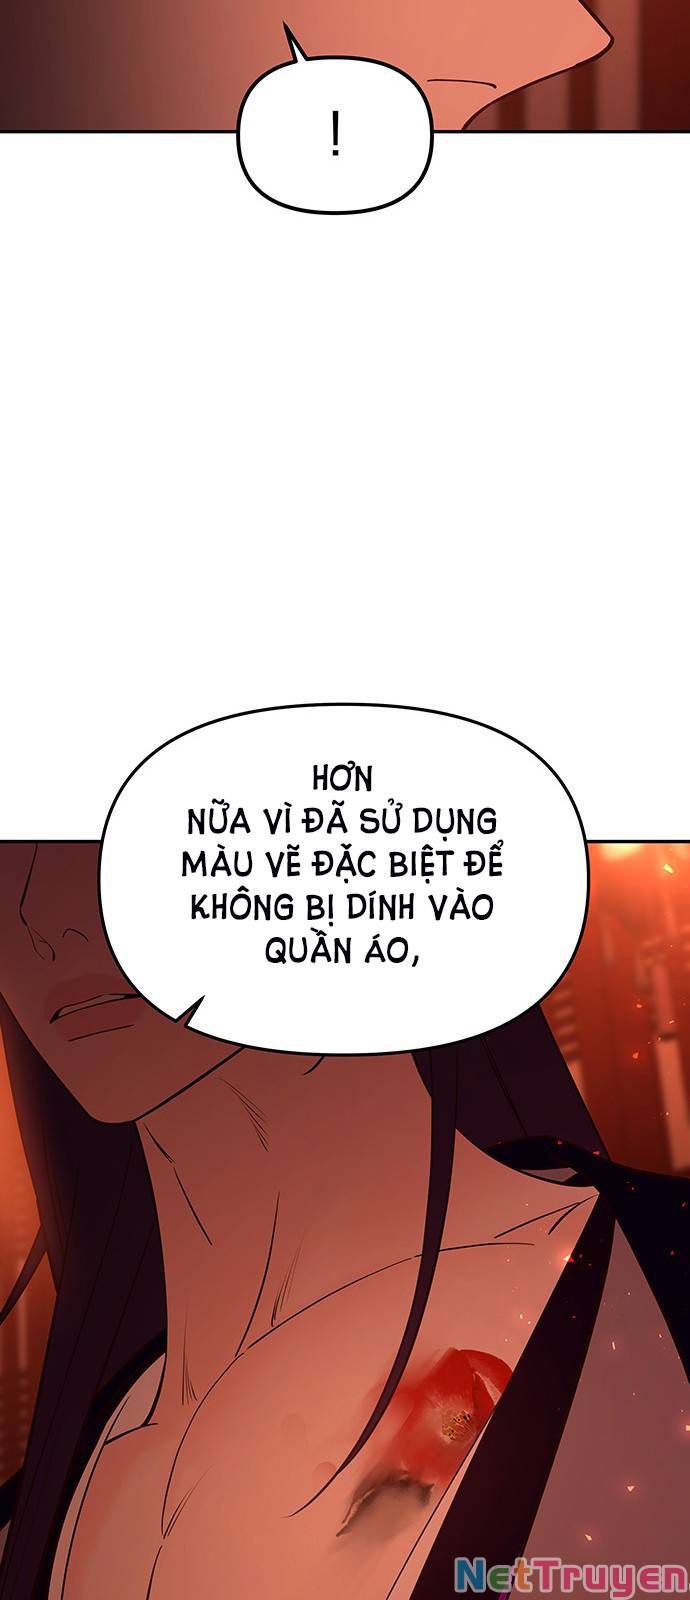 !
HƠN
NỮA VÌ ĐÃ SỬ DỤNG
MÀU VẼ ĐẶC BIỆT ĐỂ
KHÔNG BỊ DÍNH VÀO
QUẦN ÁO,
NetTruyen